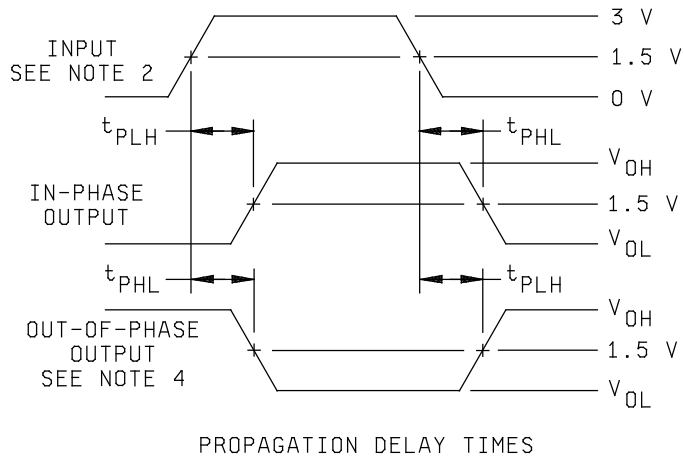 3 V
INPUT
SEE NOTE 2
1.5 V
0 V
tPLH
tPHL
VOH
IN-PHASE
OUTPUT
1.5 V
VOL
tPHL
tPLH
VOH
OUT-OF-PHASE
OUTPUT
SEE NOTE 4
1.5 V
VOL
PROPAGATION DELAY TIMES